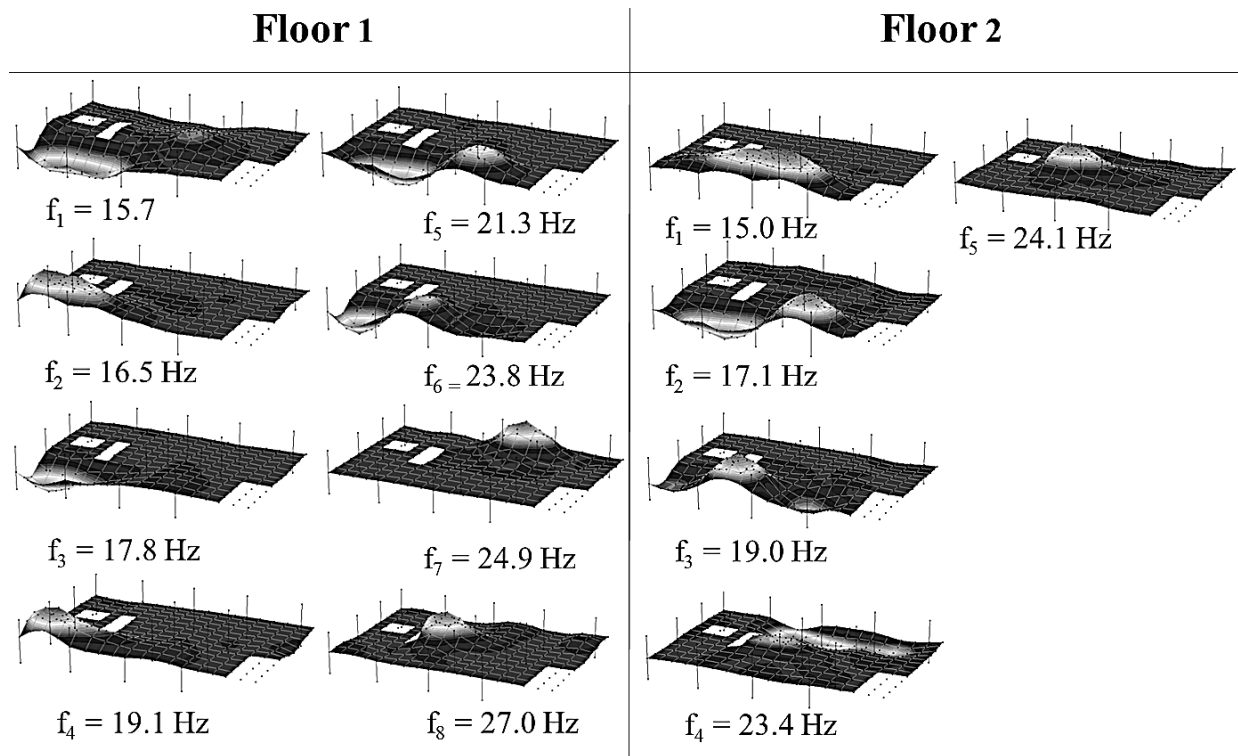 Floor 1
f1 = 15.7
f2 = 16.5 Hz
f3 = 17.8 Hz
f4 = 19.1 Hz
f5 = 21.3 Hz
f6 = 23.8 Hz
f7 = 24.9 Hz
f8 = 27.0 Hz
Floor 2
f1 = 15.0 Hz
f2 = 17.1 Hz
f3 = 19.0 Hz
f4 = 23.4 Hz
f5 = 24.1 Hz